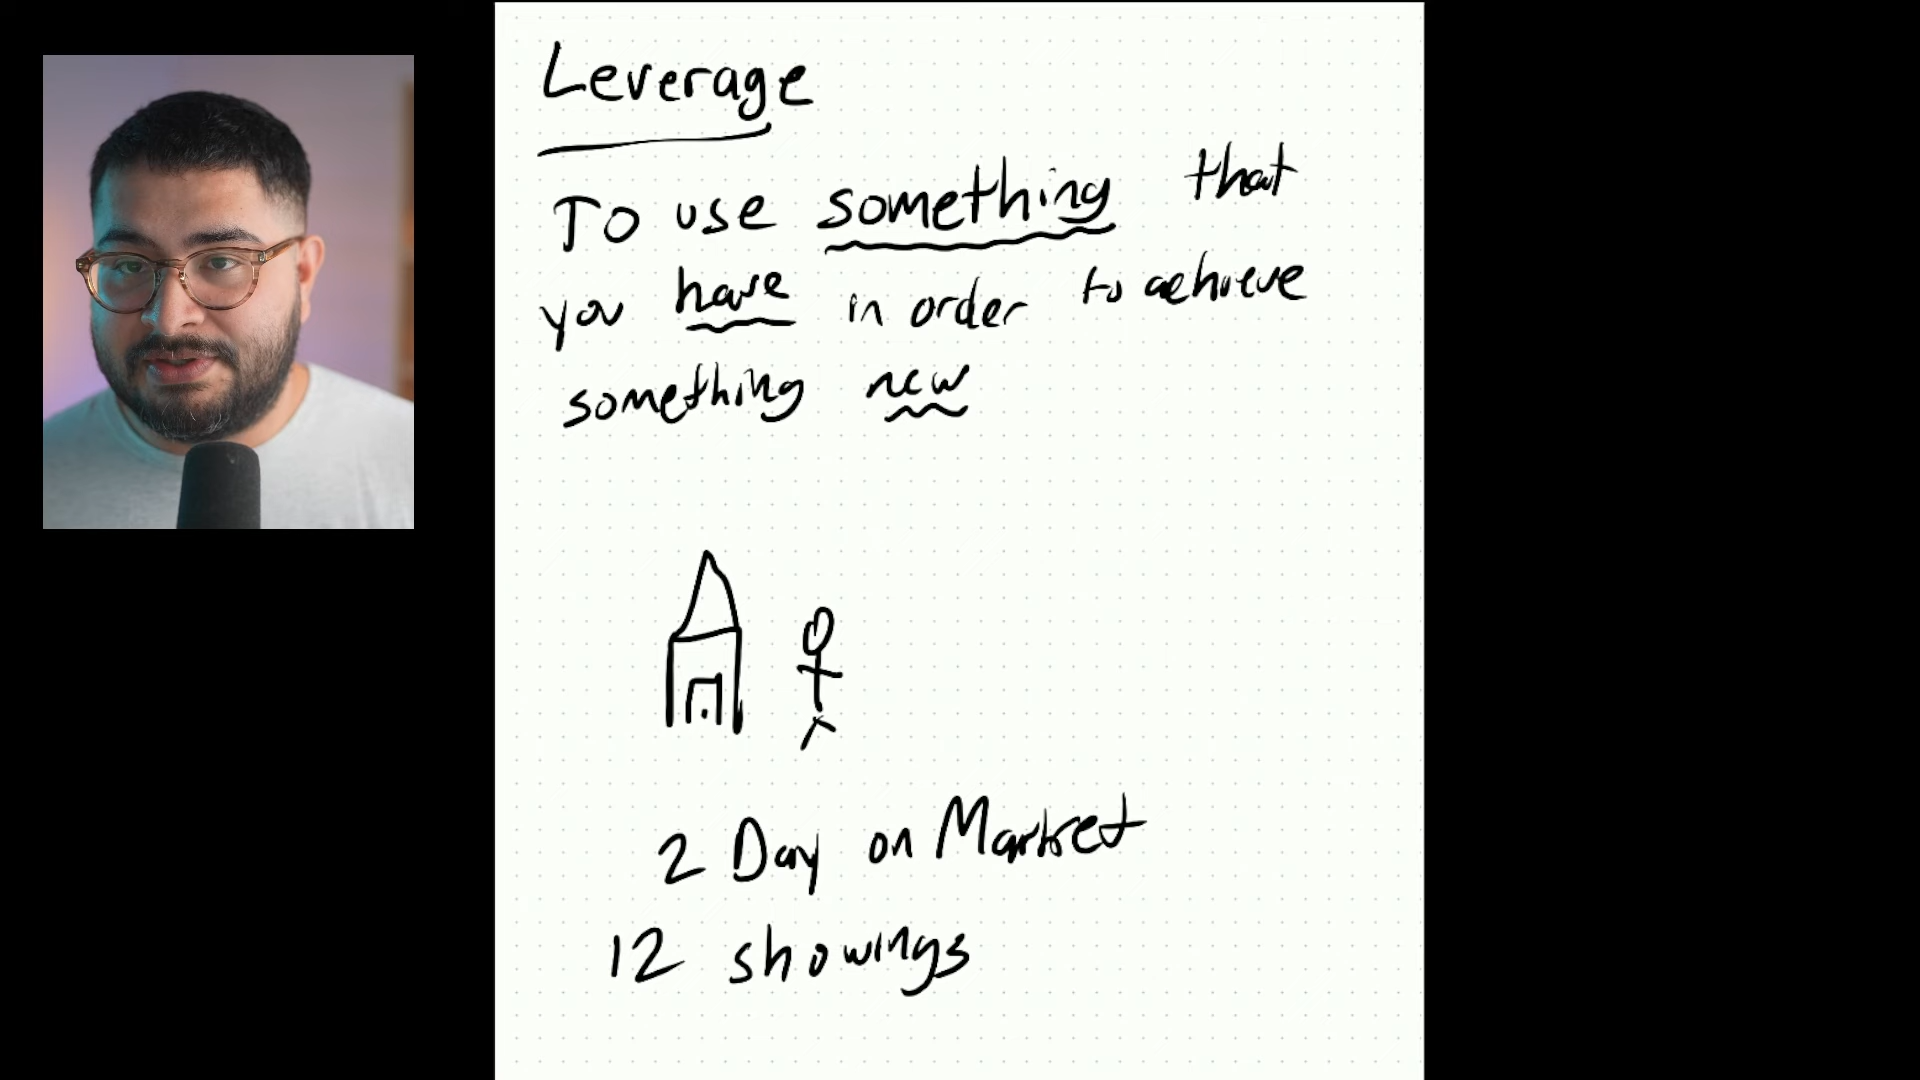 Leverage
To use something that
you have in order to achieve
something new
2 Day on Market
12 showings